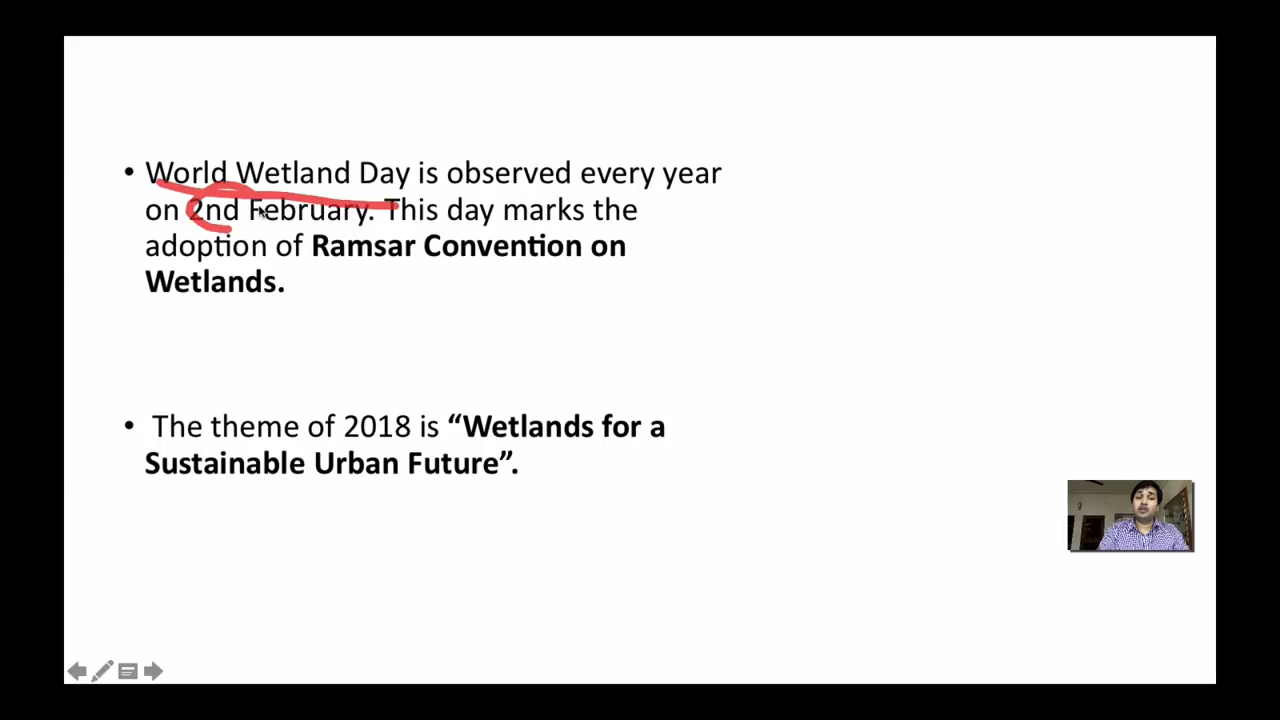 • World Wetland Day is observed every year
on 2nd February. This day marks the
adoption of Ramsar Convention on
Wetlands.
• The theme of 2018 is “Wetlands for a
Sustainable Urban Future”.